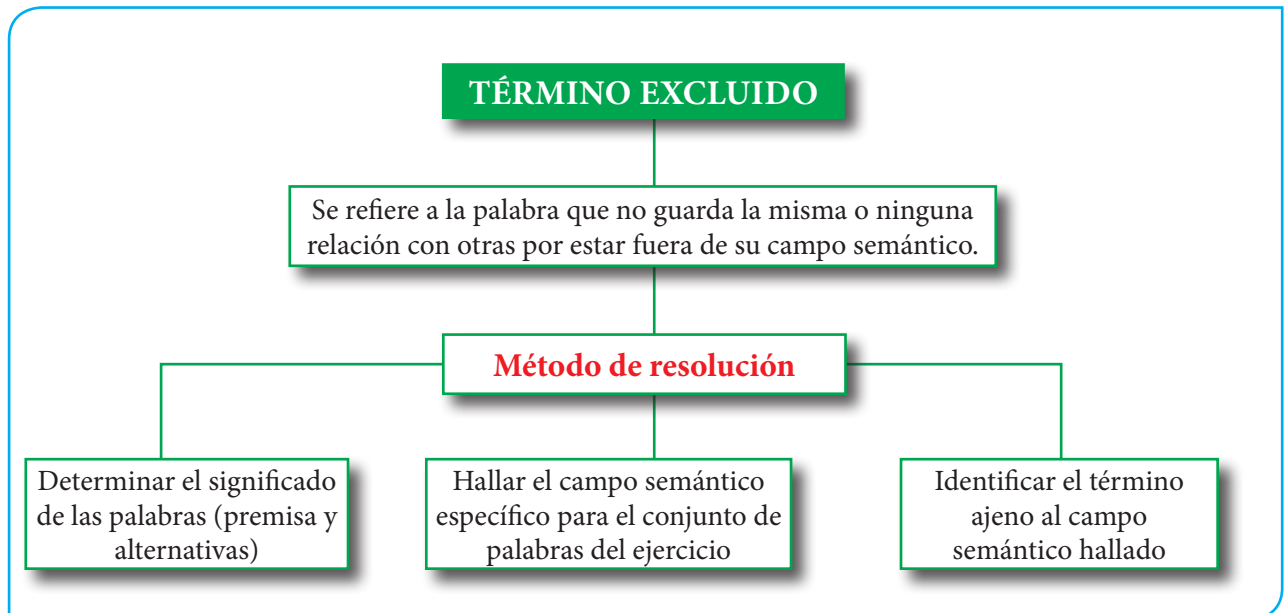 TÉRMINO EXCLUIDO
Se refiere a la palabra que no guarda la misma o ninguna
relación con otras por estar fuera de su campo semántico.
Método de resolución
Determinar el significado
de las palabras (premisa y
alternativas)
Hallar el campo semántico
específico para el conjunto de
palabras del ejercicio
Identificar el término
ajeno al campo
semántico hallado